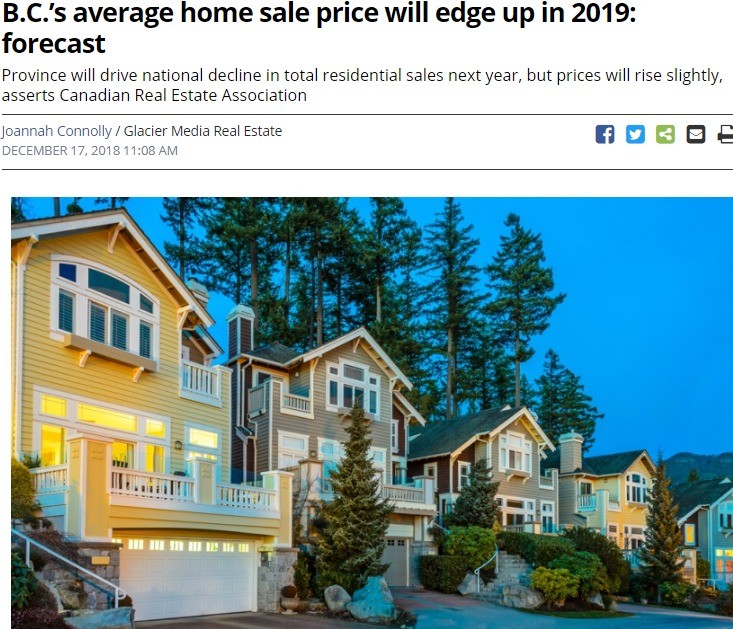 B.C.’s average home sale price will edge up in 2019:
forecast
Province will drive national decline in total residential sales next year, but prices will rise slightly,
asserts Canadian Real Estate Association
Joannah Connolly / Glacier Media Real Estate
DECEMBER 17, 2018 11:08 AM